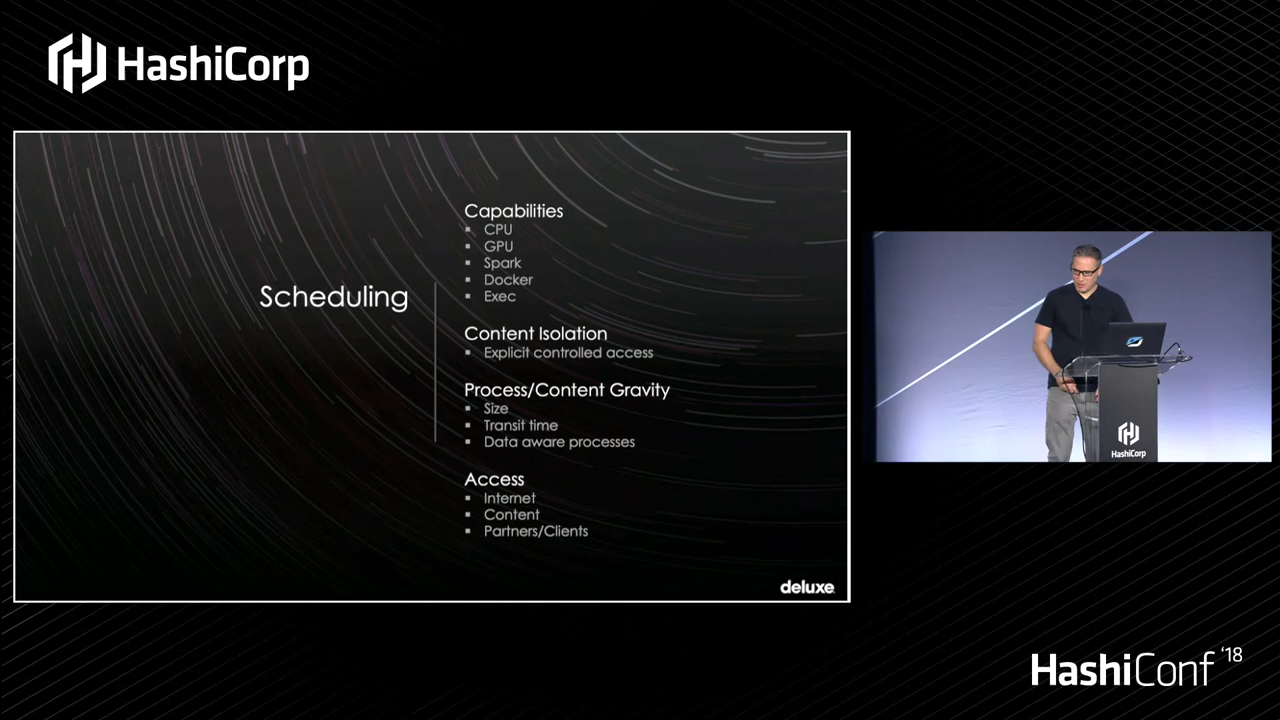 HashiCorp
Scheduling
Capabilities
▪ CPU
▪ GPU
▪ Spark
▪ Docker
▪ Exec
Content Isolation
▪ Explicit controlled access
Process/Content Gravity
▪ Size
▪ Transit time
▪ Data aware processes
Access
▪ Internet
▪ Content
▪ Partners/Clients
deluxe
HashiCorp
HashiConf '18